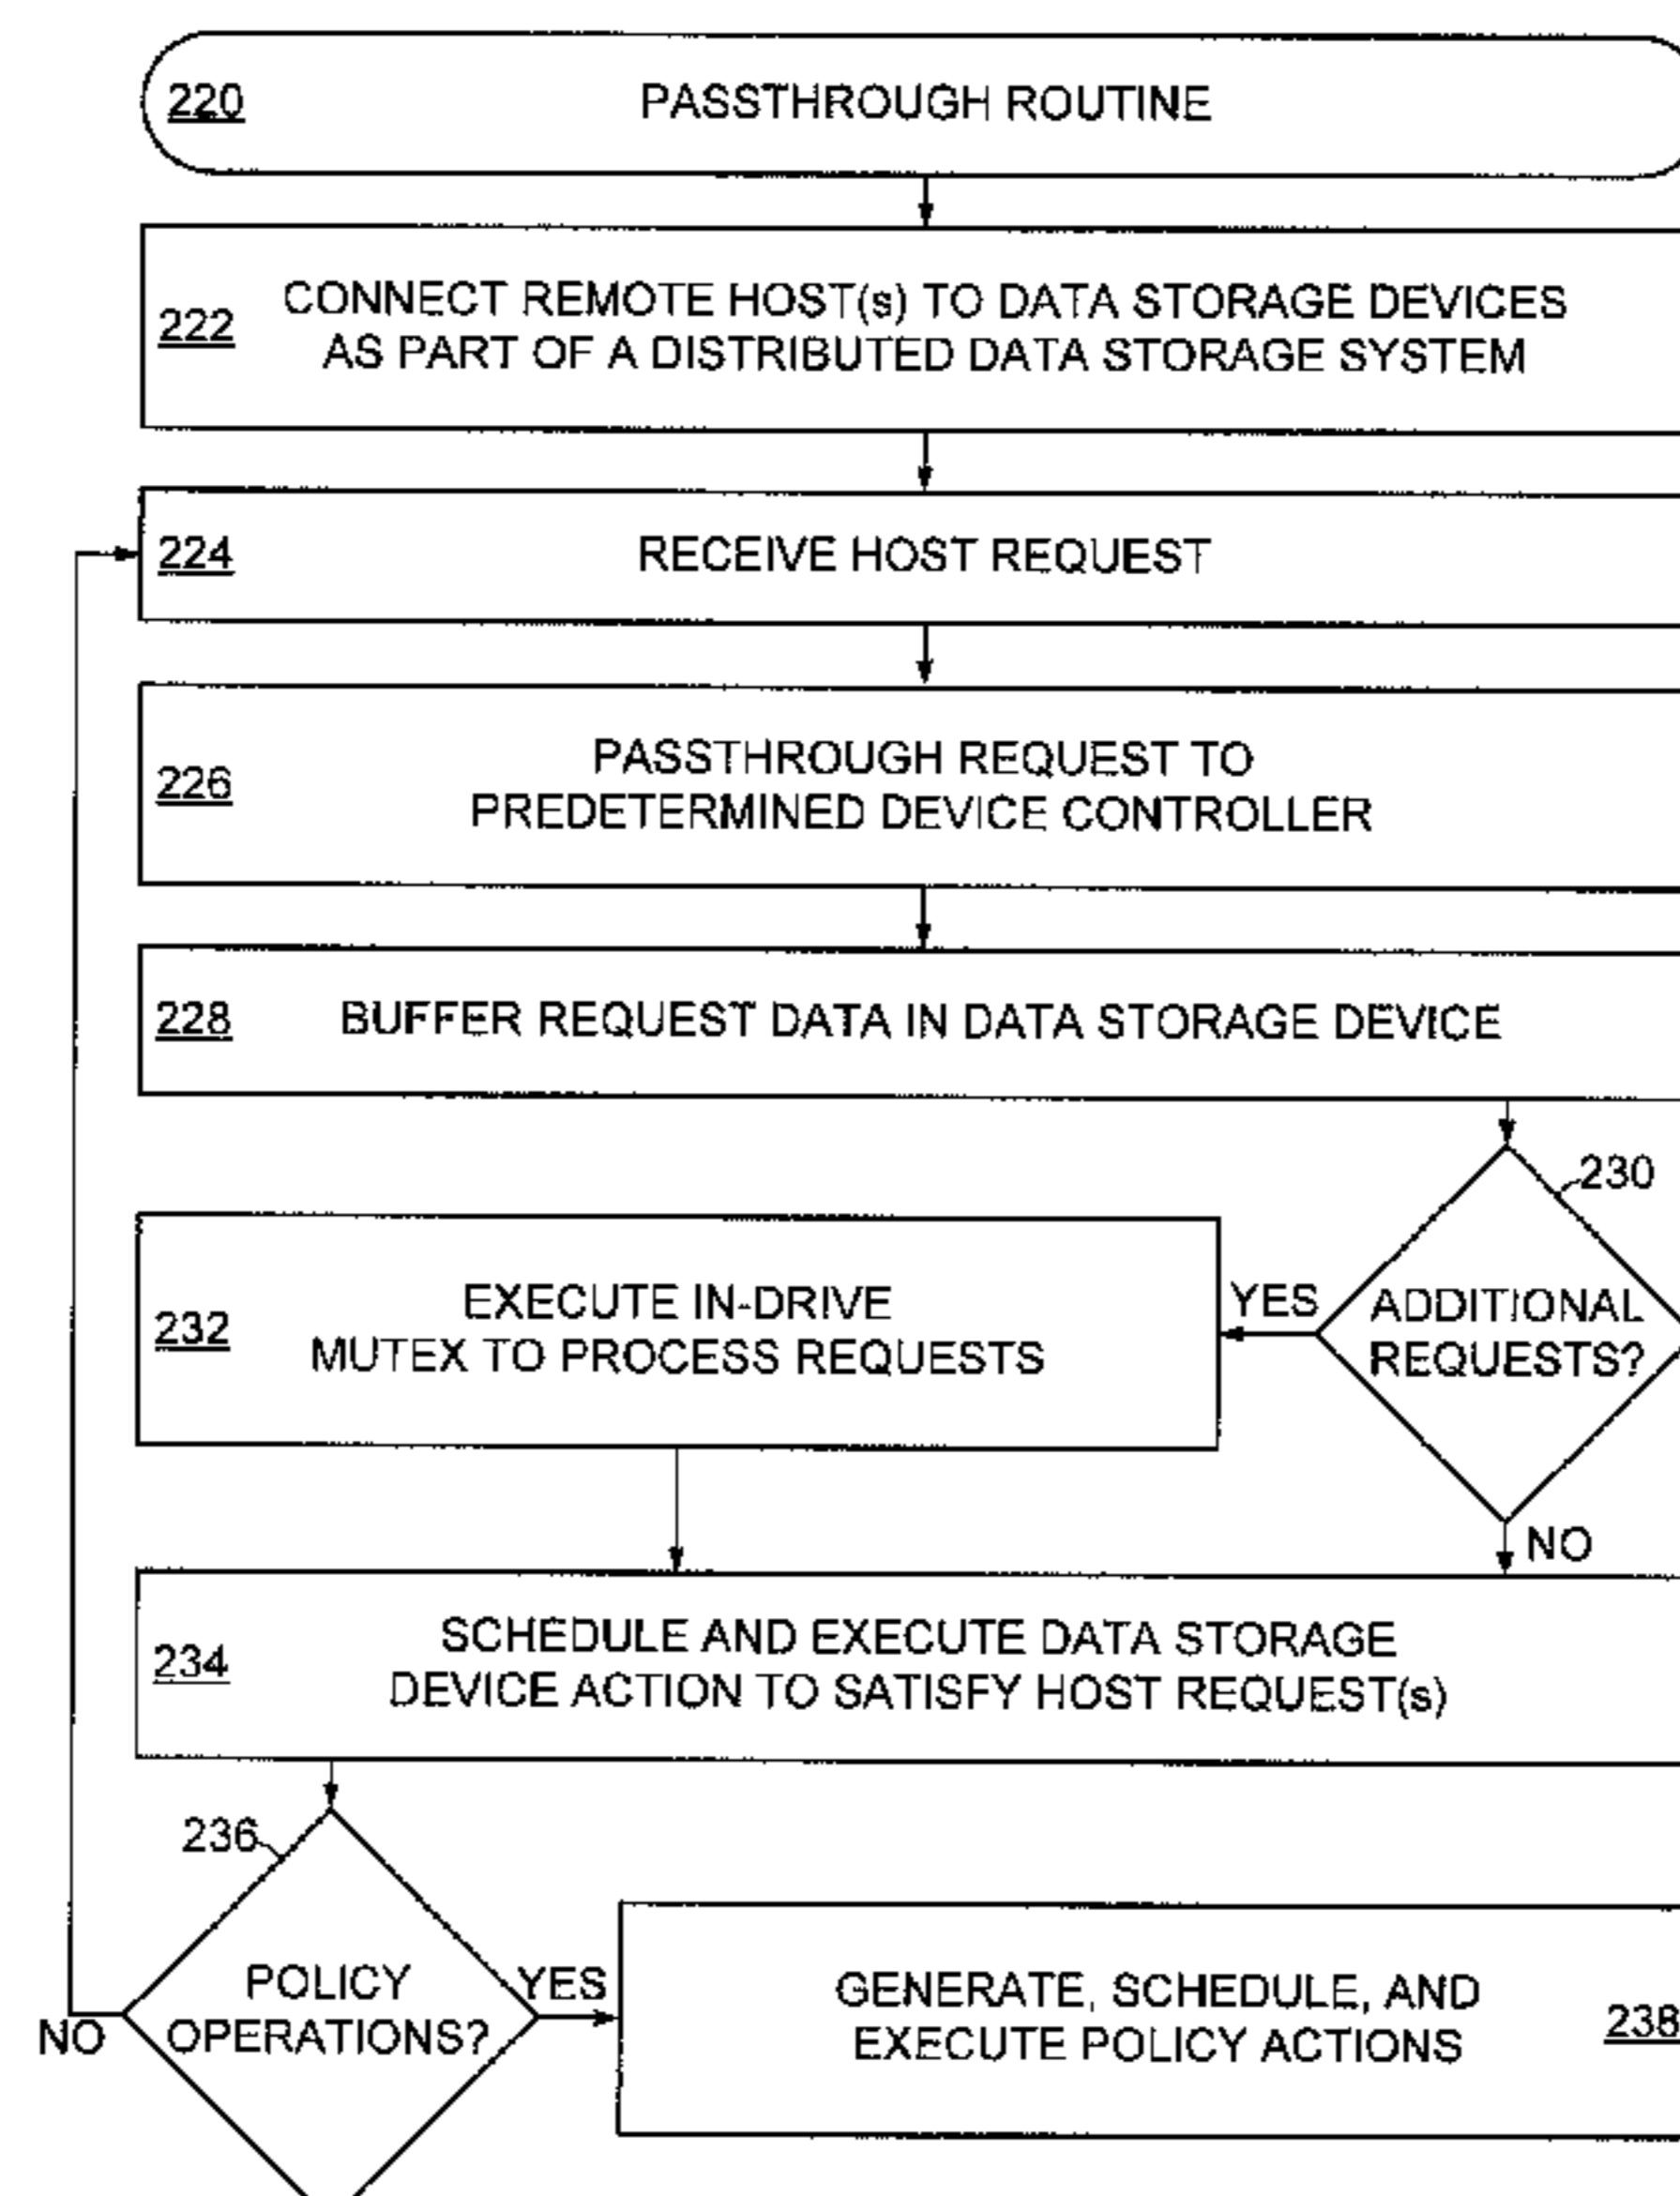 220 PASSTHROUGH ROUTINE
222 CONNECT REMOTE HOST(s) TO DATA STORAGE DEVICES
AS PART OF A DISTRIBUTED DATA STORAGE SYSTEM
224 RECEIVE HOST REQUEST
226 PASSTHROUGH REQUEST TO
PREDETERMINED DEVICE CONTROLLER
228 BUFFER REQUEST DATA IN DATA STORAGE DEVICE
230
ADDITIONAL
REQUESTS?
YES
NO
232 EXECUTE IN-DRIVE
MUTEX TO PROCESS REQUESTS
234 SCHEDULE AND EXECUTE DATA STORAGE
DEVICE ACTION TO SATISFY HOST REQUEST(s)
236
POLICY
OPERATIONS?
NO
YES
GENERATE, SCHEDULE, AND
EXECUTE POLICY ACTIONS
238